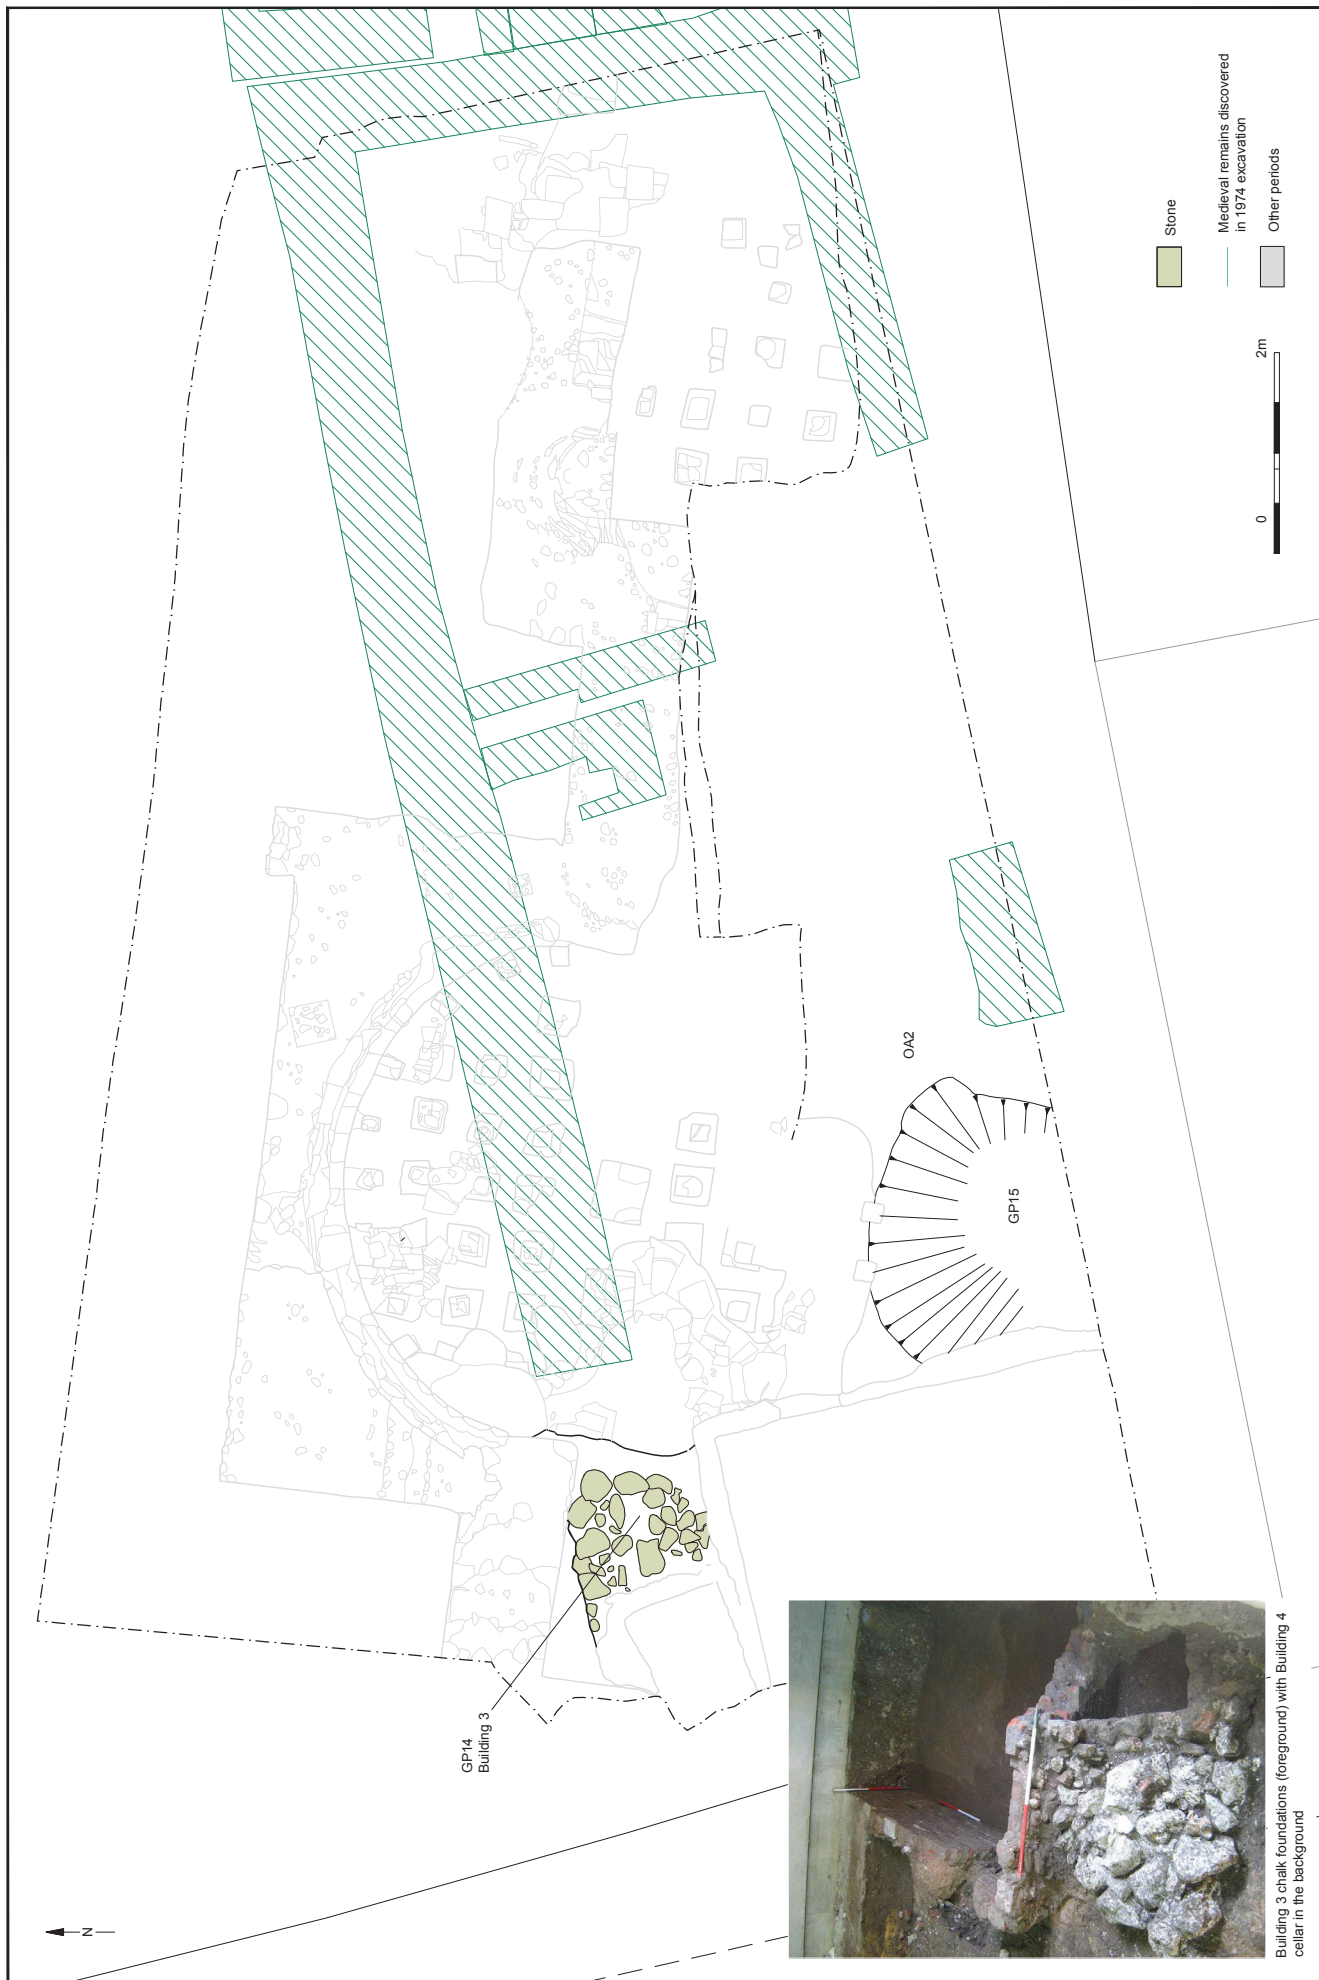 Stone
Medieval remains discovered
in 1974 excavation
Other periods
0
2m
OA2
GP15
GP14
Building 3
N
Building 3 chalk foundations (foreground) with Building 4
cellar in the background